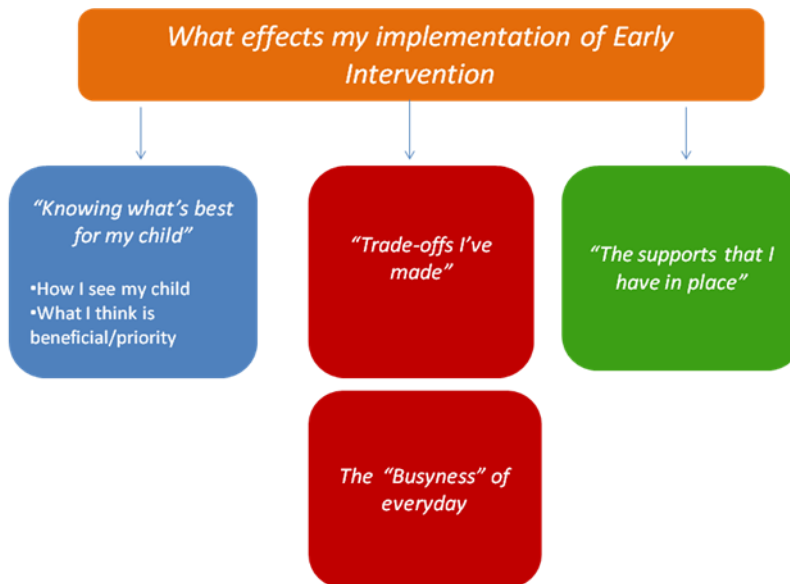 What effects my implementation of Early
Intervention
“Knowing what’s best
for my child”
•How I see my child
•What I think is
beneficial/priority
“Trade-offs I’ve
made”
“The supports that I
have in place”
The “Busyness” of
everyday